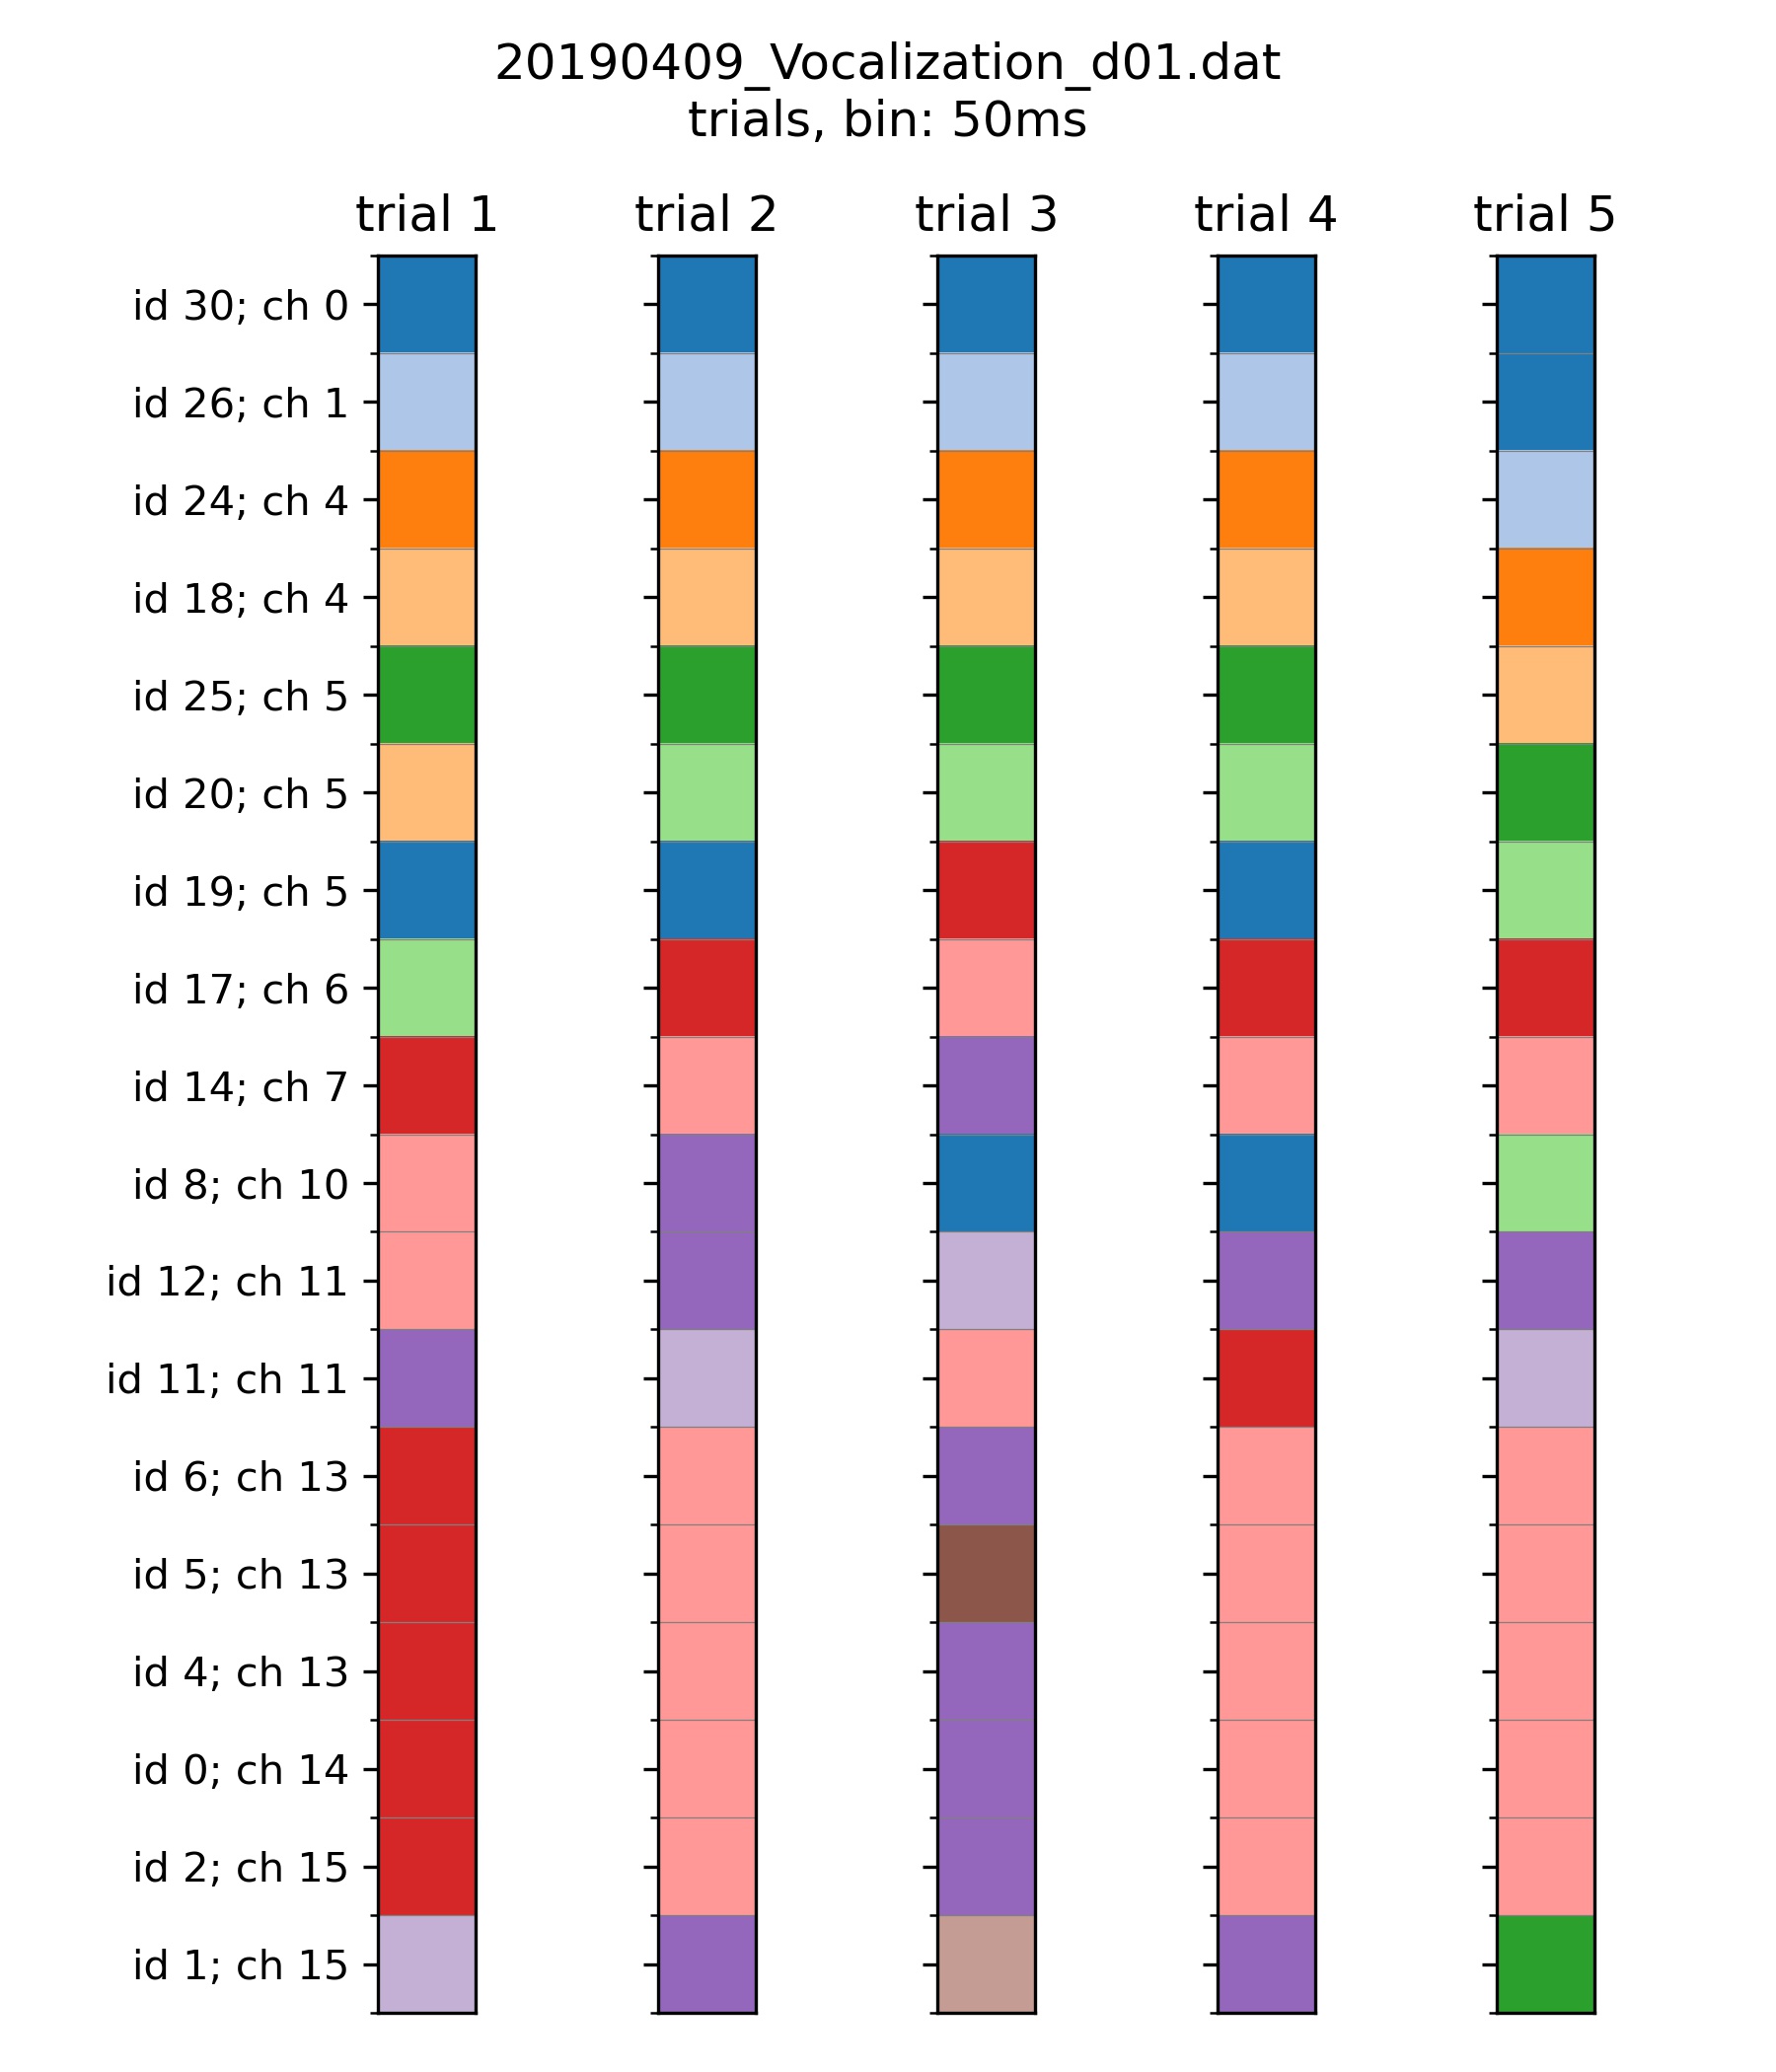 20190409_Vocalization_d01.dat
trials, bin: 50ms
trial 1 trial 2 trial 3 trial 4 trial 5
id 30; ch 0
id 26; ch 1
id 24; ch 4
id 18; ch 4
id 25; ch 5
id 20; ch 5
id 19; ch 5
id 17; ch 6
id 14; ch 7
id 8; ch 10
id 12; ch 11
id 11; ch 11
id 6; ch 13
id 5; ch 13
id 4; ch 13
id 0; ch 14
id 2; ch 15
id 1; ch 15